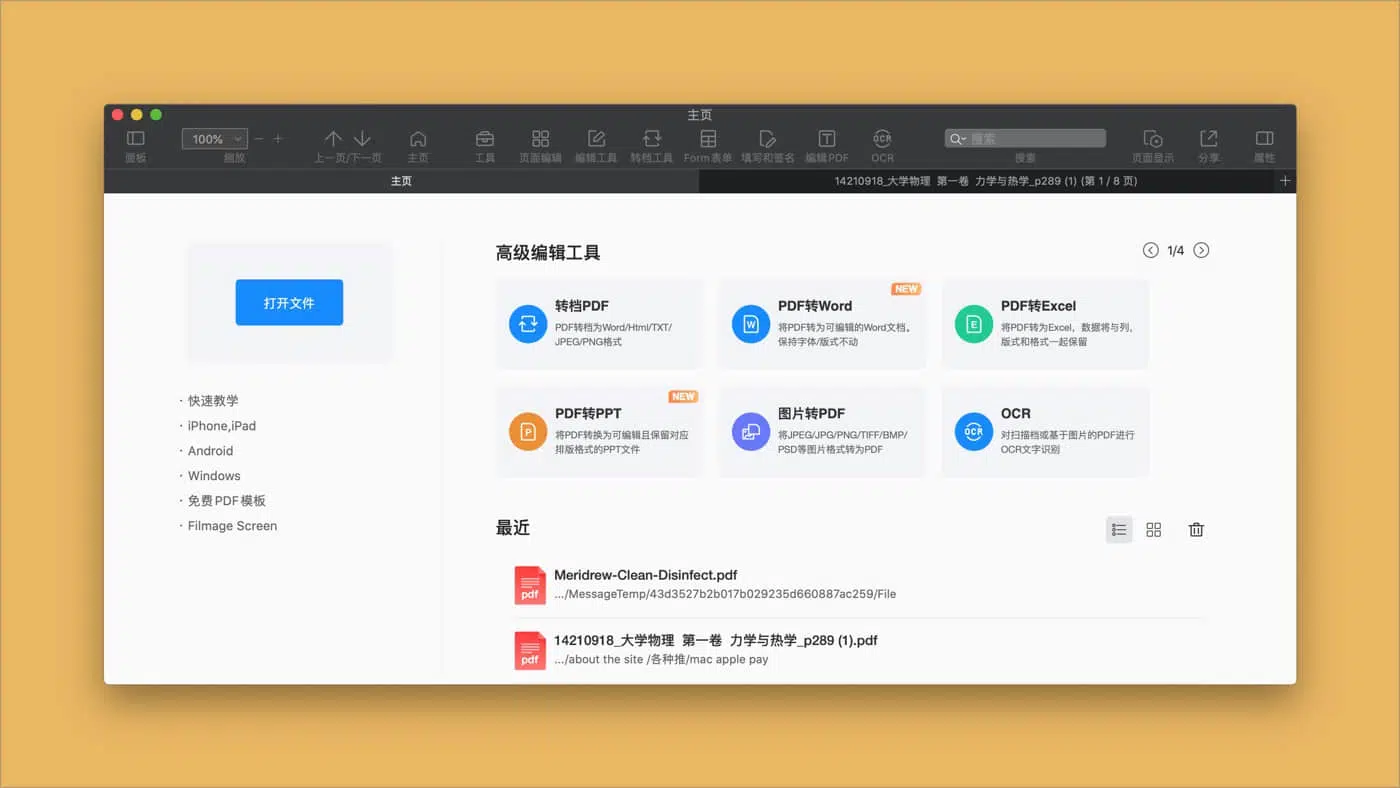 主页
100%
面板
缩放
上一页/下一页
主页
工具
页面编辑
编辑工具
转档工具
Form表单
填写和签名
编辑PDF
OCR
OCR
搜索
搜索
页面显示
分享
属性
主页
14210918_大学物理 第一卷 力学与热学_p289 (1) (第 1 / 8 页)
打开文件
· 快速教学
· iPhone,iPad
· Android
· Windows
· 免费PDF模板
· Filmage Screen
高级编辑工具
1/4
转档PDF
PDF转档为Word/Html/TXT/
JPEG/PNG格式
NEW
W
PDF转Word
将PDF转为可编辑的Word文档，
保持字体/版式不动
E
PDF转Excel
将PDF转为Excel，数据将与列，
版式和格式一起保留
NEW
P
PDF转PPT
将PDF转换为可编辑且保留对应
排版格式的PPT文件
图片转PDF
将JPEG/JPG/PNG/TIFF/BMP/
PSD等图片格式转为PDF
OCR
OCR
对扫描档或基于图片的PDF进行
OCR文字识别
最近
pdf
Meridrew-Clean-Disinfect.pdf
.../MessageTemp/43d3527b2b017b029235d660887ac259/File
pdf
14210918_大学物理 第一卷 力学与热学_p289 (1).pdf
.../about the site /各种推/mac apple pay